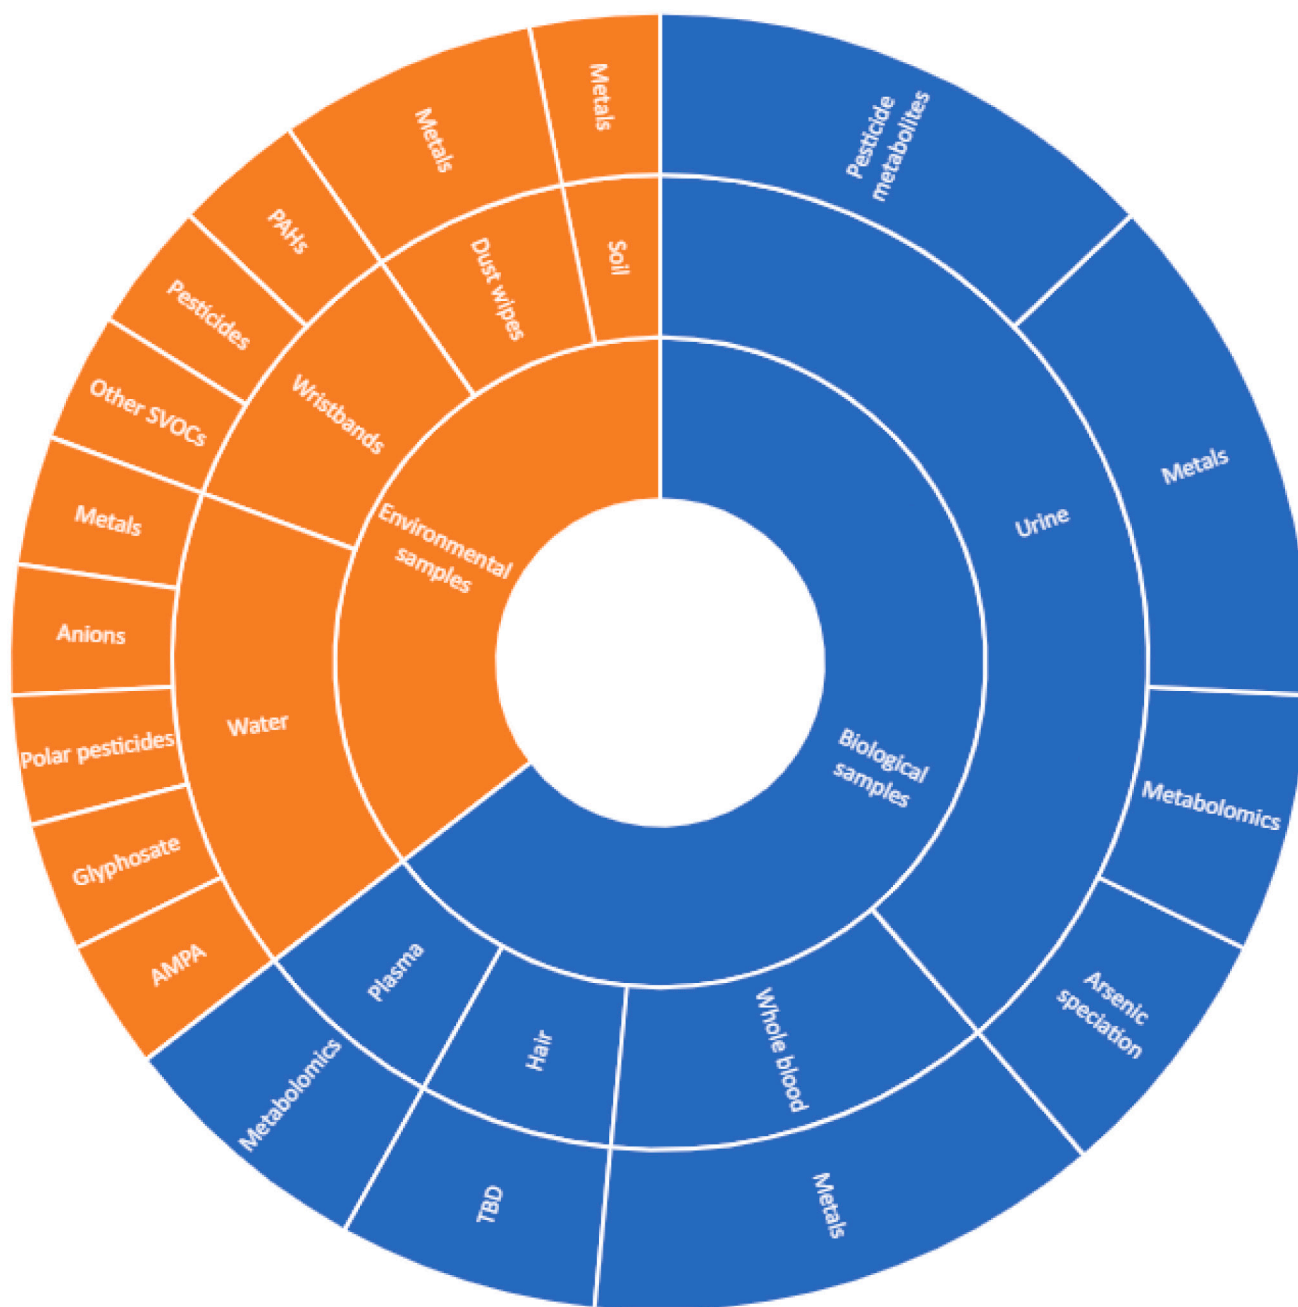 Metals
Metals
PAHs
Pesticides
Other SVOCs
Metals
Anions
Polar pesticides
Glyphosate
AMPA
Soil
Dust wipes
Wristbands
Water
Environmental
samples
Pesticide
metabolites
Metals
Metabolomics
Arsenic
speciation
Urine
Biological
samples
Whole blood
Metals
Hair
TBD
Plasma
Metabolomics